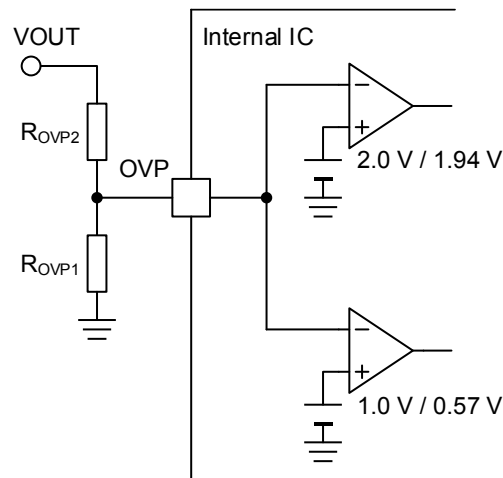 VOUT
Internal IC
ROVP2
OVP
2.0 V / 1.94 V
ROVP1
1.0 V / 0.57 V